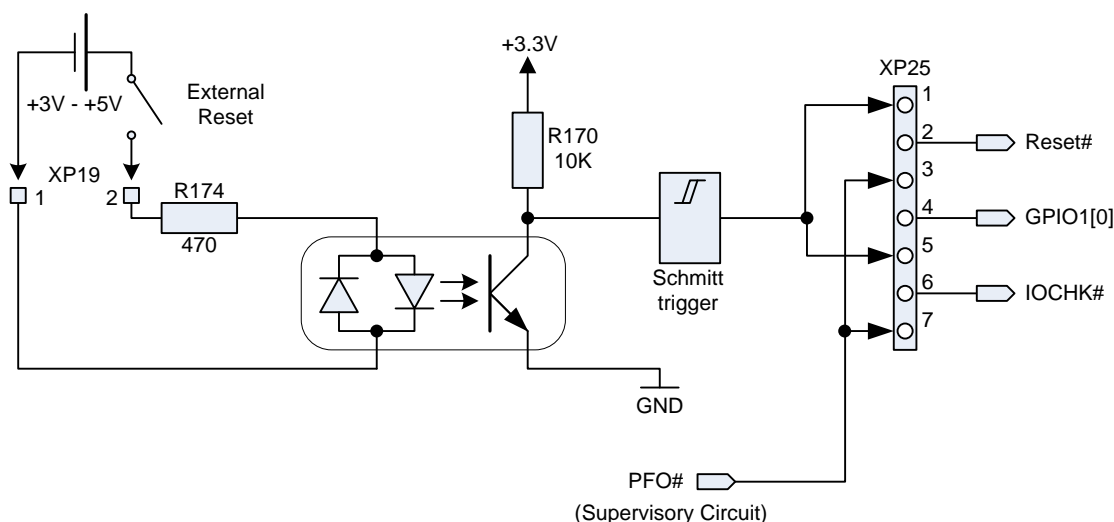 +3.3V
XP25
+3V - +5V
External
Reset
R170
10K
1
2
Reset#
3
XP19
1
2
R174
470
4
GPIO1[0]
5
Schmitt
trigger
6
IOCHK#
7
GND
PFO#
(Supervisory Circuit)